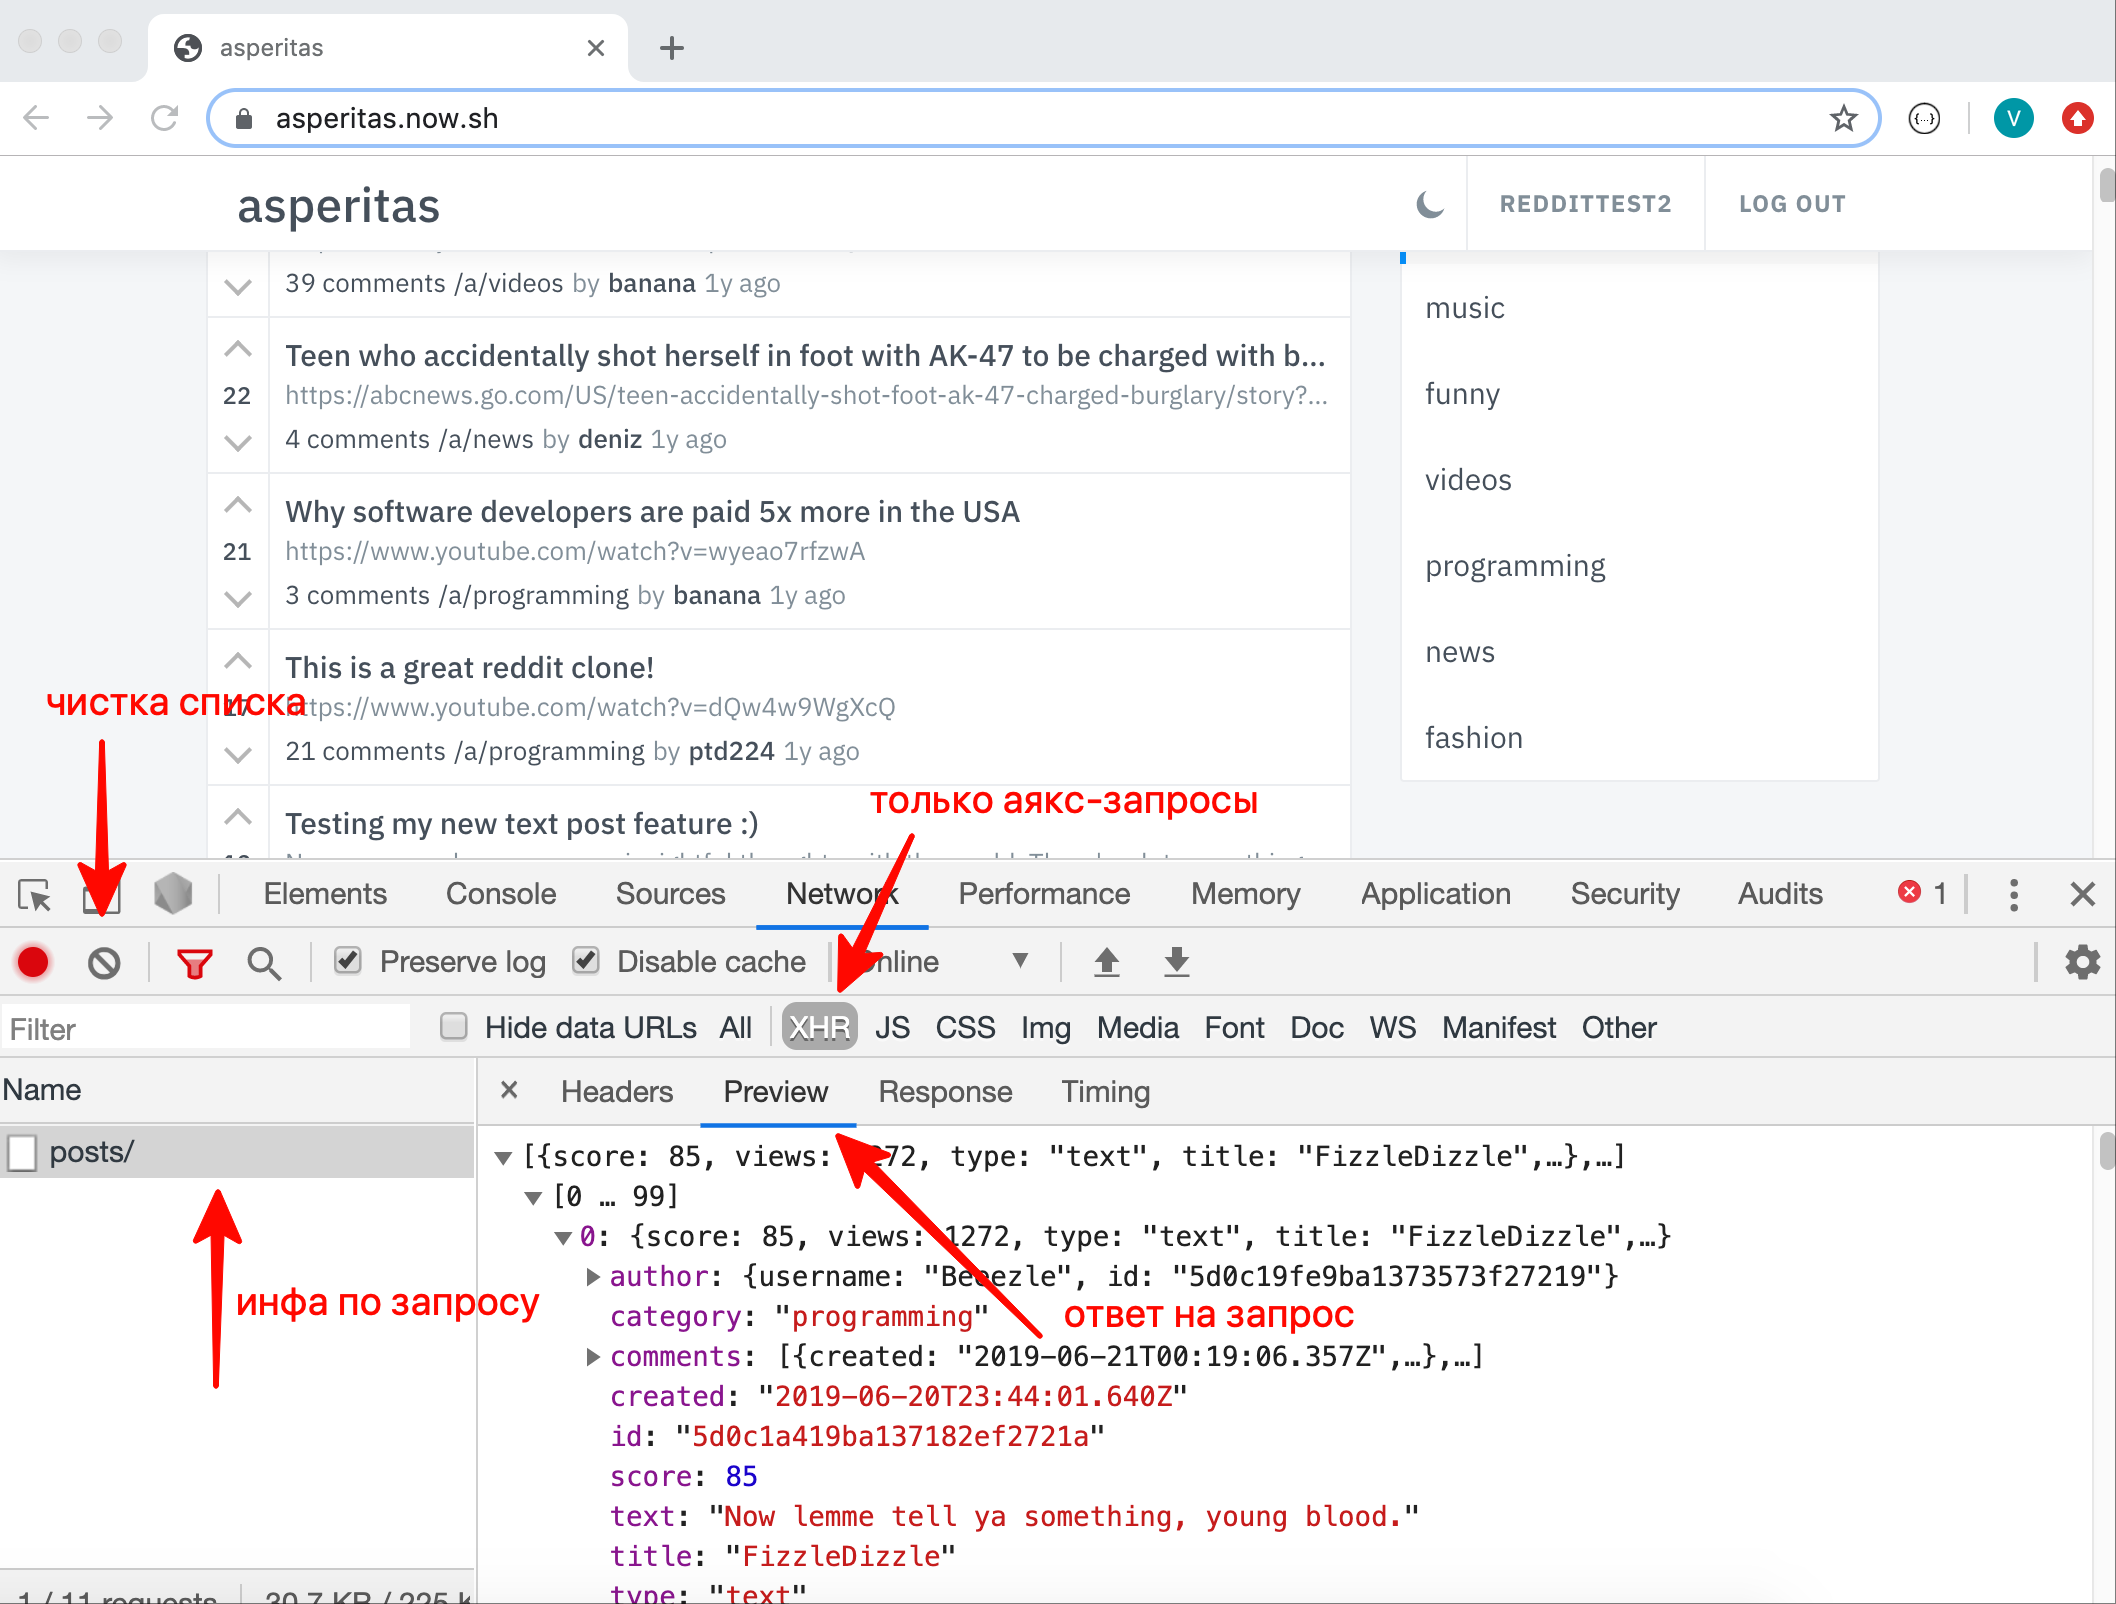 asperitas
asperitas.now.sh
V
asperitas
REDDITTEST2
LOG OUT
39 comments /a/videos by banana 1y ago
Teen who accidentally shot herself in foot with AK-47 to be charged with b...
22
https://abcnews.go.com/US/teen-accidentally-shot-foot-ak-47-charged-burglary/story?...
4 comments /a/news by deniz 1y ago
Why software developers are paid 5x more in the USA
21
https://www.youtube.com/watch?v=wyeao7rfzwA
3 comments /a/programming by banana 1y ago
This is a great reddit clone!
17
https://www.youtube.com/watch?v=dQw4w9WgXcQ
21 comments /a/programming by ptd224 1y ago
Testing my new text post feature :)
music
funny
videos
programming
news
fashion
чистка списка
только аякс-запросы
Elements Console Sources Network Performance Memory Application Security Audits 1
Preserve log Disable cache Online
Filter Hide data URLs All XHR JS CSS Img Media Font Doc WS Manifest Other
Name
posts/
инфа по запросу
Headers Preview Response Timing
[{score: 85, views: 1272, type: "text", title: "FizzleDizzle",…},…]
[0 … 99]
0: {score: 85, views: 1272, type: "text", title: "FizzleDizzle",…}
author: {username: "Beeezle", id: "5d0c19fe9ba1373573f27219"}
category: "programming"
ответ на запрос
comments: [{created: "2019-06-21T00:19:06.357Z",…},…]
created: "2019-06-20T23:44:01.640Z"
id: "5d0c1a419ba137182ef2721a"
score: 85
text: "Now lemme tell ya something, young blood."
title: "FizzleDizzle"
type: "text"
1 / 11 requests 30.7 KB / 225 k